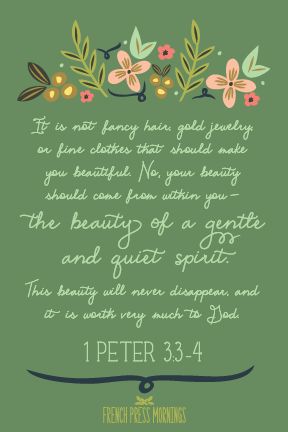 It is not fancy hair, gold jewelry,
or fine clothes that should make
you beautiful. No, your beauty
should come from within you –
the beauty of a gentle
and quiet spirit.
This beauty will never disappear, and
it is worth very much to God.
1 PETER 3:3-4
FRENCH PRESS MORNINGS